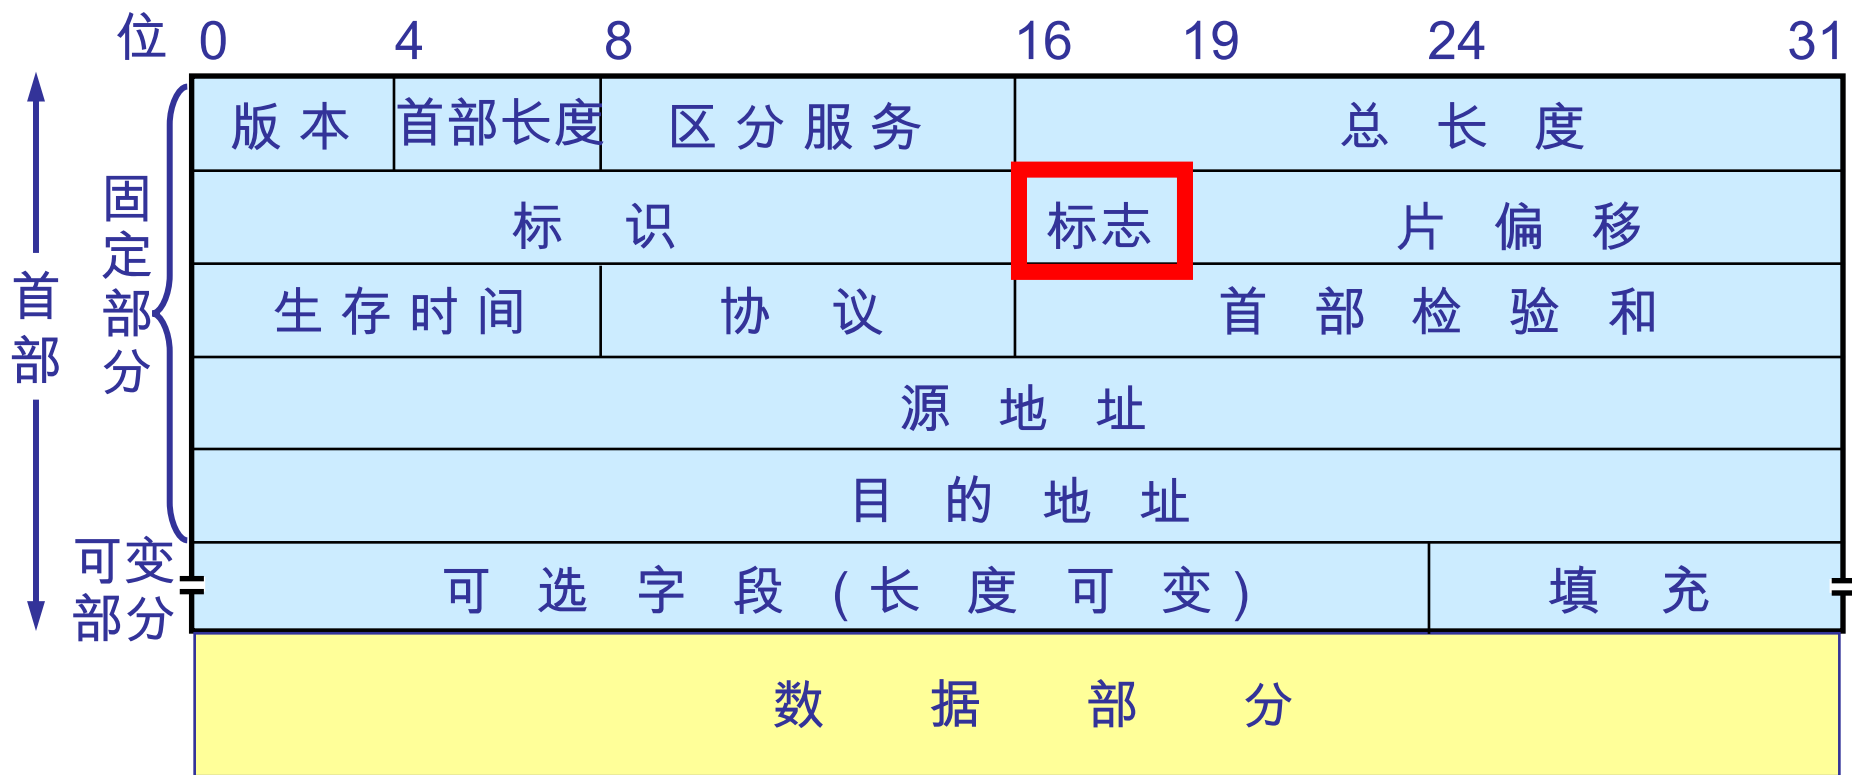 位 0 4 8 16 19 24 31
版本 首部长度 区分服务 总长度
标识 标志 片偏移
生存时间 协议 首部检验和
源地址
目的地址
可选字段(长度可变) 填充
数据部分
首部
固定部分
可变
部分